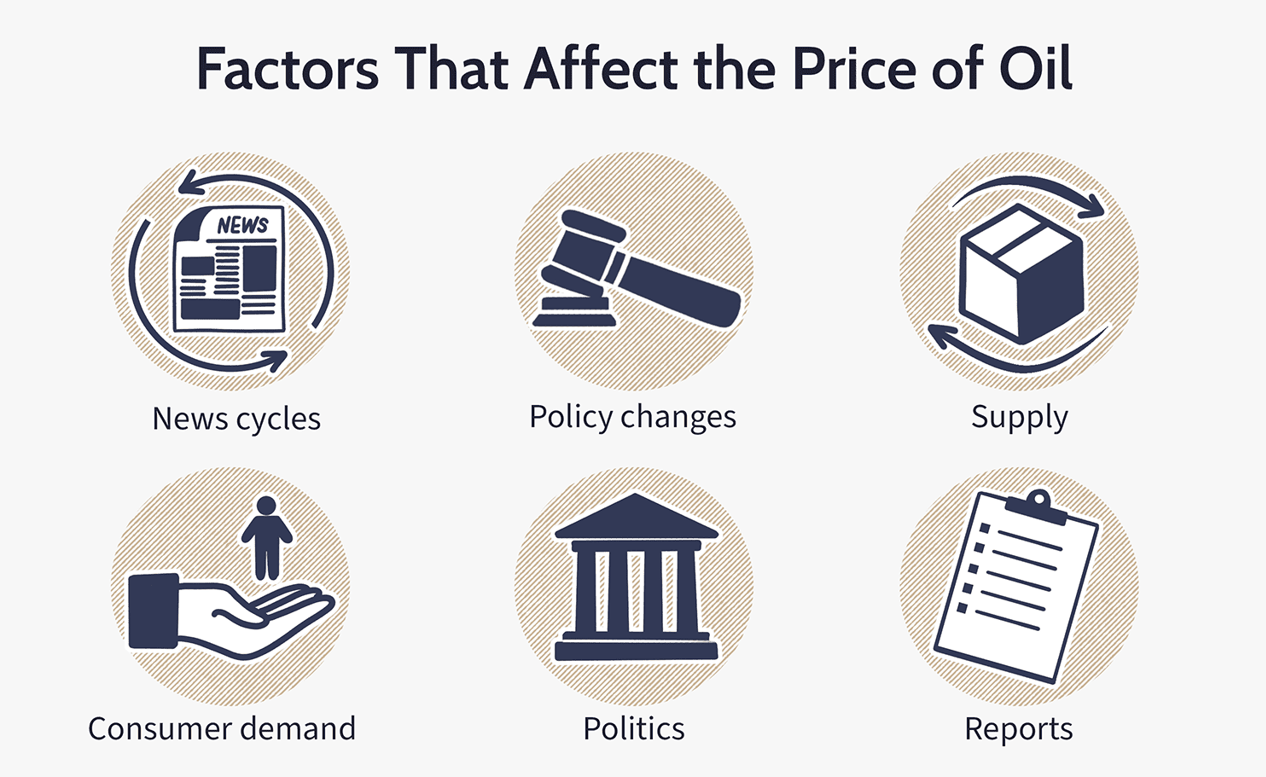 Factors That Affect the Price of Oil
NEWS
News cycles
Policy changes
Supply
Consumer demand
Politics
Reports